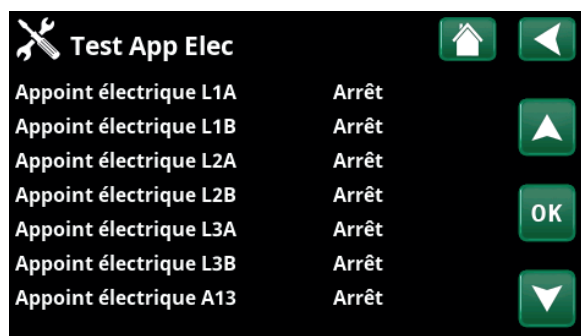 Test App Elec
Appoint électrique L1A Arrêt
Appoint électrique L1B Arrêt
Appoint électrique L2A Arrêt
Appoint électrique L2B Arrêt
OK
Appoint électrique L3A Arrêt
Appoint électrique L3B Arrêt
Appoint électrique A13 Arrêt